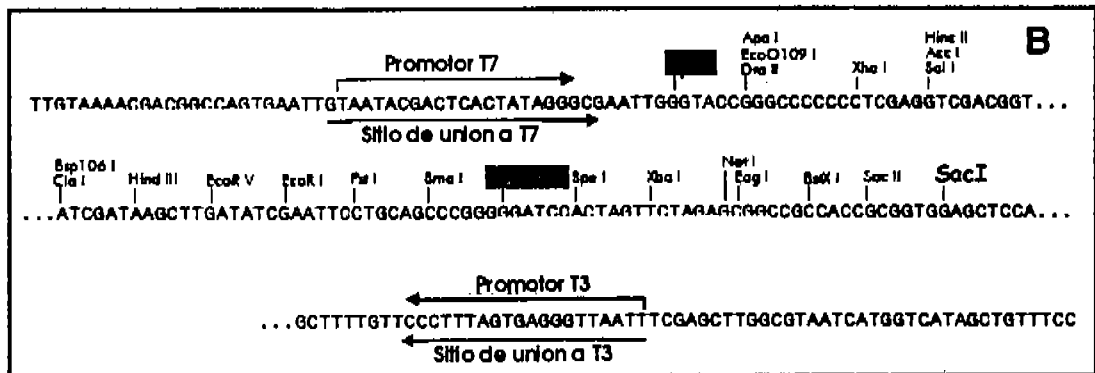 B
Apa I Hinc II
EcoO109 I Acc I
Promotor T7 Dra II Xho I Sal I
TTGTAAAACGACGGCCAGTGAATTGTAATACGACTCACTATAGGGCGAATTGGGTACCGGGCCCCCCCTCGAGGTCGACGGT...
Sitio de union a T7
Bsp106 I Not I
Cla I Hind III EcoR V EcoR I Pst I Sma I Spe I Xba I Eag I BstX I Sac II SacI
...ATCGATAAGCTTGATATCGAATTCCTGCAGCCCGGGGGATCCACTAGTTCTAGAGCGGCCGCCACCGCGGTGGAGCTCCA...
Promotor T3
...GCTTTTGTTCCCTTTAGTGAGGGTTAATTTCGAGCTTGGCGTAATCATGGTCATAGCTGTTTCC
Sitio de union a T3